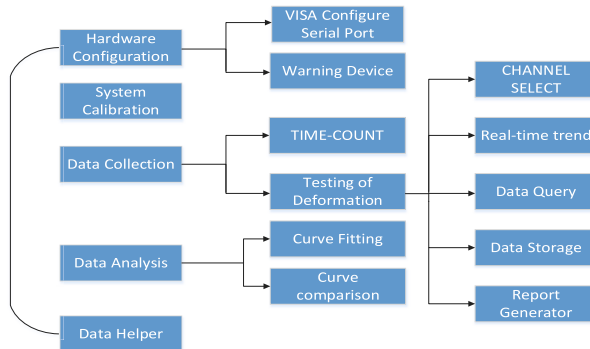 Hardware
Configuration
System
Calibration
Data Collection
Data Analysis
Data Helper
VISA Configure
Serial Port
Warning Device
TIME-COUNT
Testing of
Deformation
Curve Fitting
Curve
comparison
CHANNEL
SELECT
Real-time trend
Data Query
Data Storage
Report
Generator